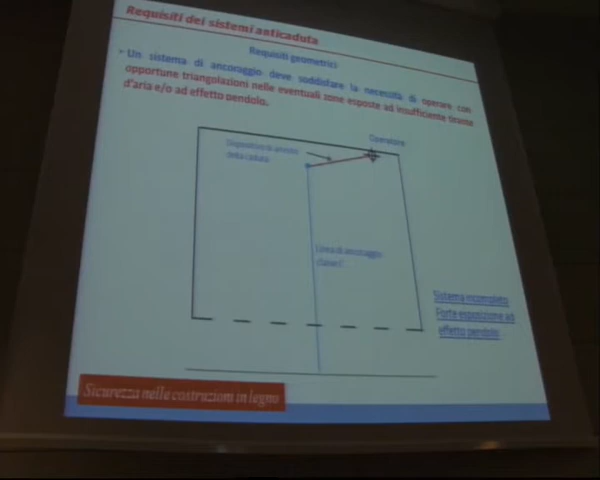 Requisiti dei sistemi anticaduta
Requisiti geometrici
Un sistema di ancoraggio deve soddisfare la necessità di operare con
opportune triangolazioni nelle eventuali zone esposte ad insufficiente tirante
d'aria e/o ad effetto pendolo.
Operatore
Dispositivo di arresto
della caduta
Linea di ancoraggio
classe C
Sistema incompleto
Forte esposizione ad
effetto pendolo
Sicurezza nelle costruzioni in legno